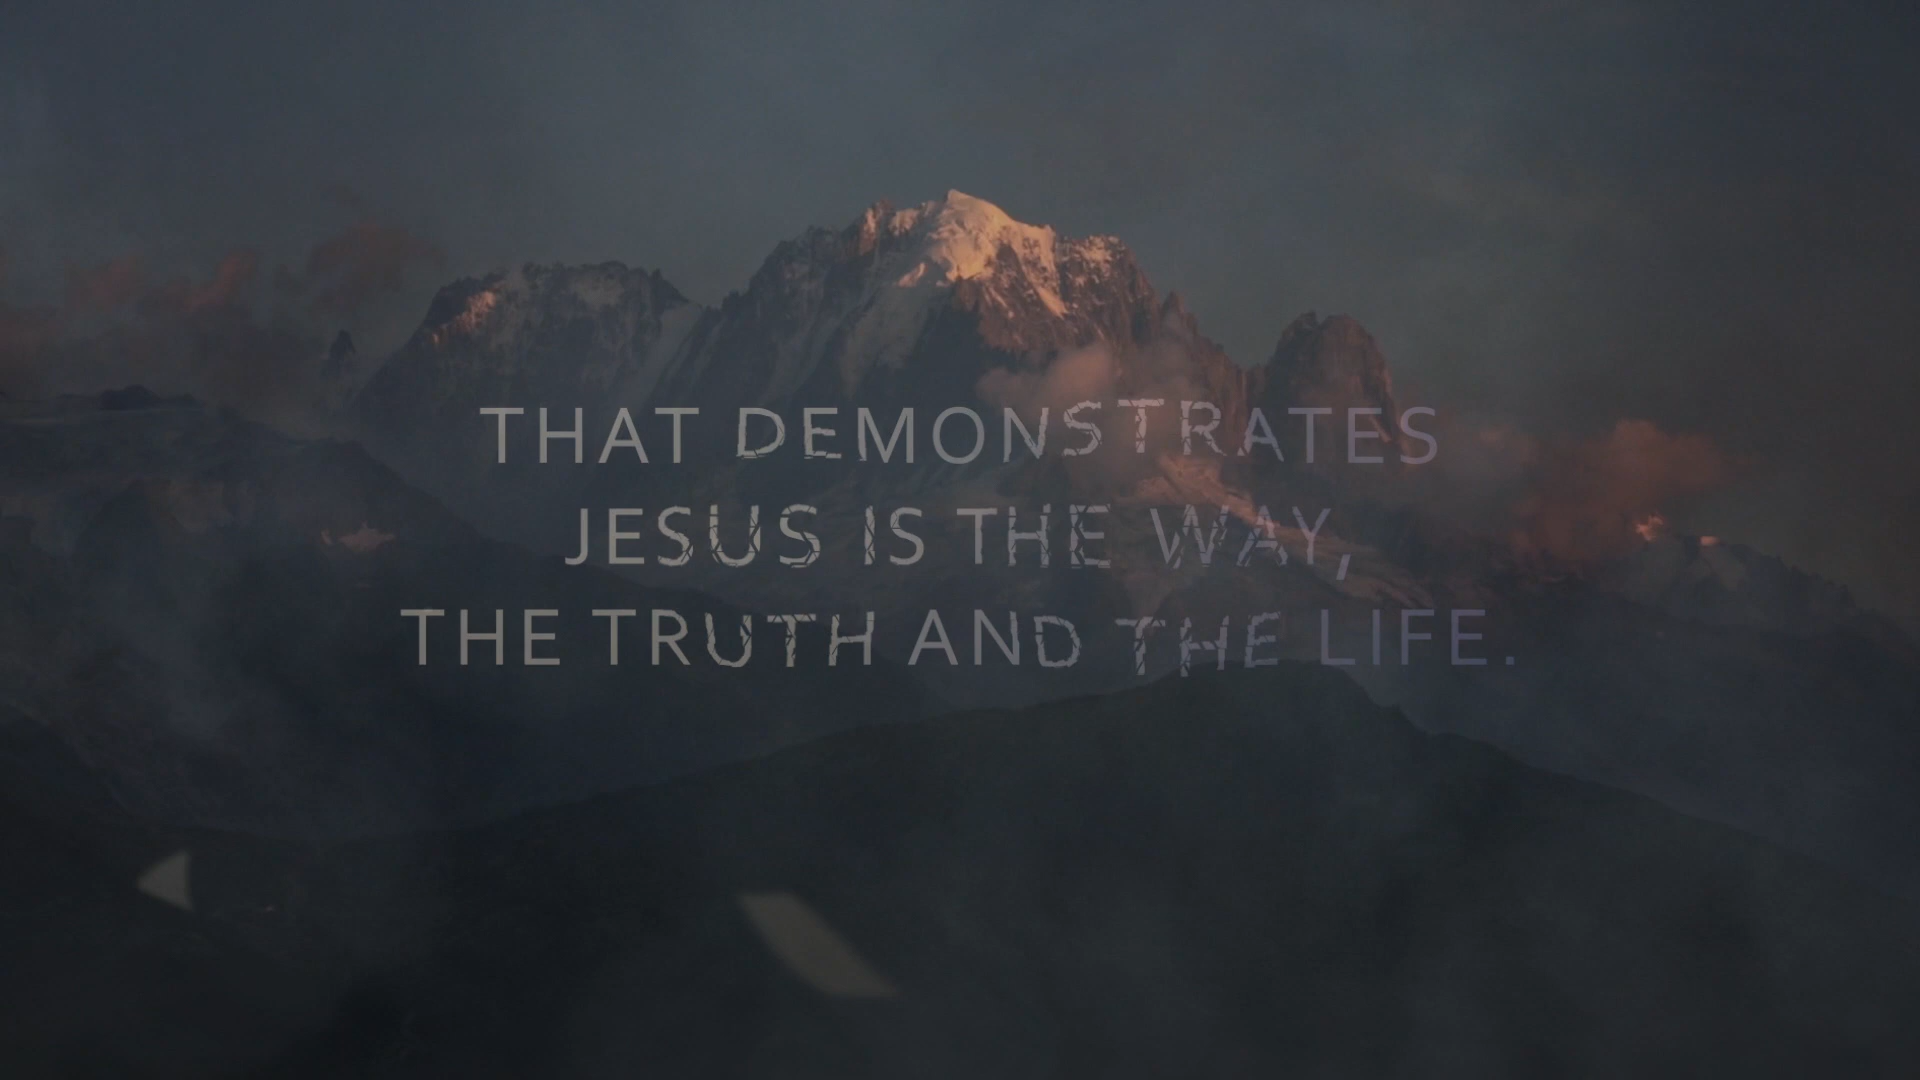 THAT DEMONSTRATES
JESUS IS THE WAY,
THE TRUTH AND THE LIFE.